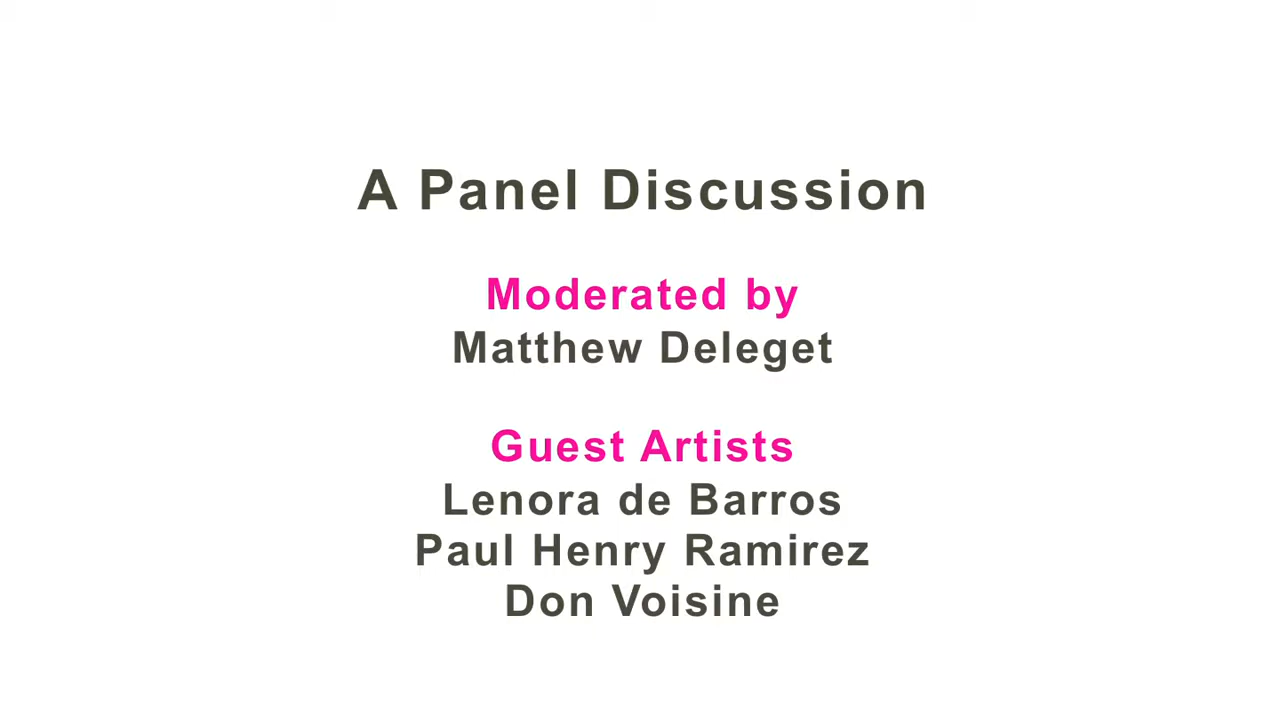 A Panel Discussion
Moderated by
Matthew Deleget
Guest Artists
Lenora de Barros
Paul Henry Ramirez
Don Voisine